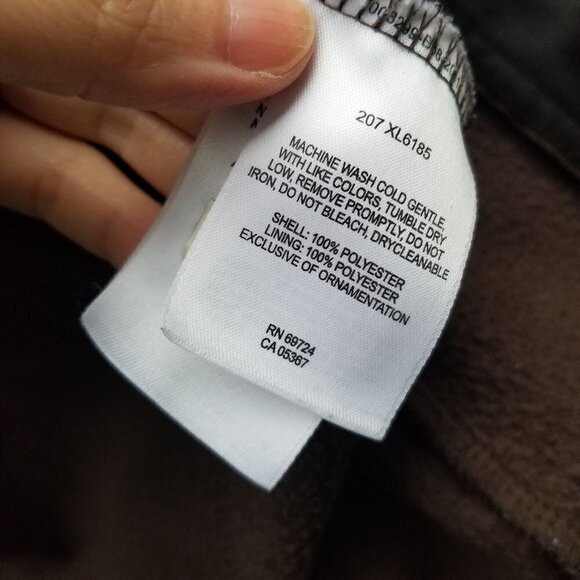 207 XL6185
MACHINE WASH COLD GENTLE,
WITH LIKE COLORS, TUMBLE DRY
LOW, REMOVE PROMPTLY, DO NOT
IRON, DO NOT BLEACH, DRYCLEANABLE
SHELL: 100% POLYESTER
LINING: 100% POLYESTER
EXCLUSIVE OF ORNAMENTATION
RN 69724
CA 05367